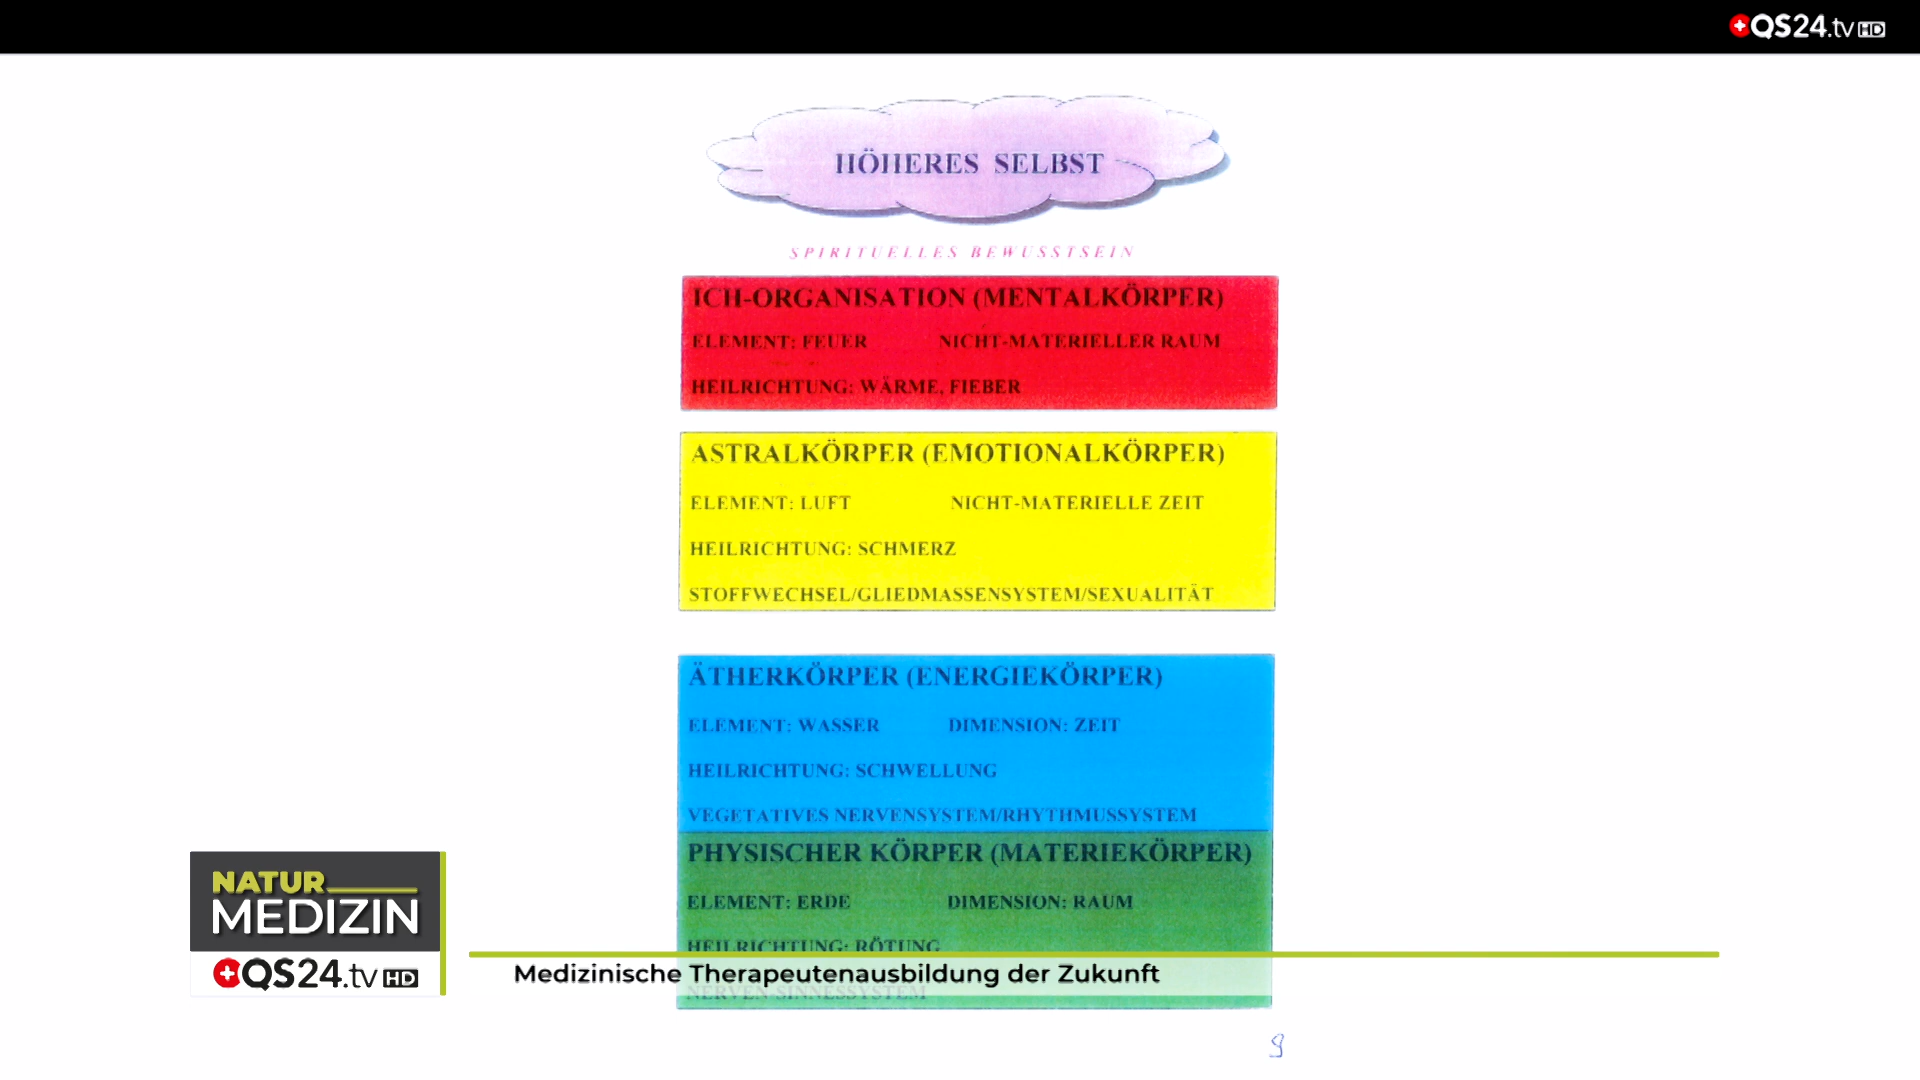 QS24.tv HD
HÖHERES SELBST
SPIRITUELLES BEWUSSTSEIN
ICH-ORGANISATION (MENTALKÖRPER)
ELEMENT: FEUER NICHT-MATERIELLER RAUM
HEILRICHTUNG: WÄRME, FIEBER
ASTRALKÖRPER (EMOTIONALKÖRPER)
ELEMENT: LUFT NICHT-MATERIELLE ZEIT
HEILRICHTUNG: SCHMERZ
STOFFWECHSEL/GLIEDMASSENSYSTEM/SEXUALITÄT
ÄTHERKÖRPER (ENERGIEKÖRPER)
ELEMENT: WASSER DIMENSION: ZEIT
HEILRICHTUNG: SCHWELLUNG
VEGETATIVES NERVENSYSTEM/RHYTHMUSSYSTEM
PHYSISCHER KÖRPER (MATERIEKÖRPER)
ELEMENT: ERDE DIMENSION: RAUM
HEILRICHTUNG: RÖTUNG
NERVEN-SINNESSYSTEM
NATUR
MEDIZIN
QS24.tv HD
Medizinische Therapeutenausbildung der Zukunft
9